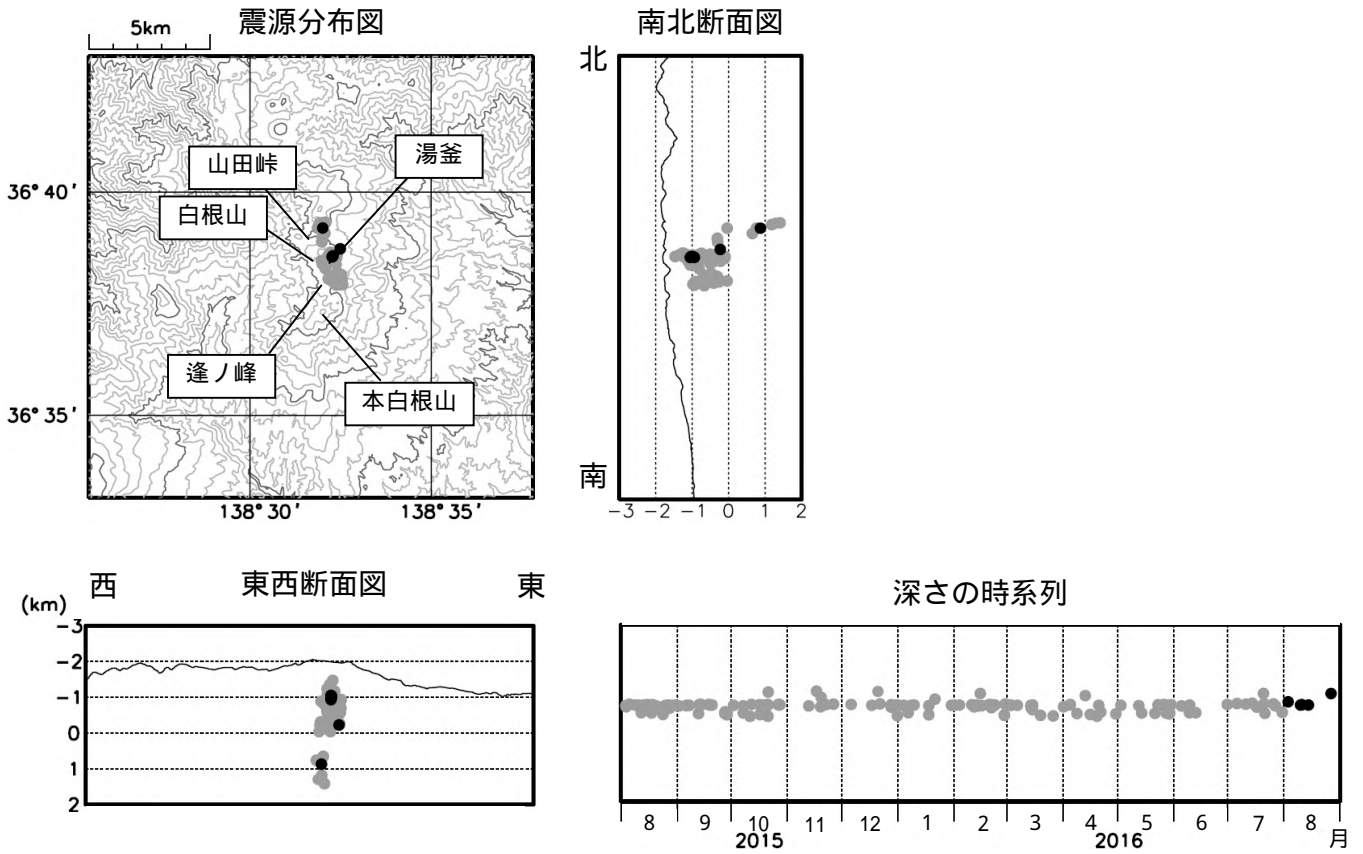 震源分布図
5km
36°40′
36°35′
138°30′
138°35′
山田峠
湯釜
白根山
逢ノ峰
本白根山
南北断面図
北
南
-3 -2 -1 0 1 2
西 東西断面図 東
(km)
-3
-2
-1
0
1
2
深さの時系列
8 9 10 11 12 1 2 3 4 5 6 7 8 月
2015 2016